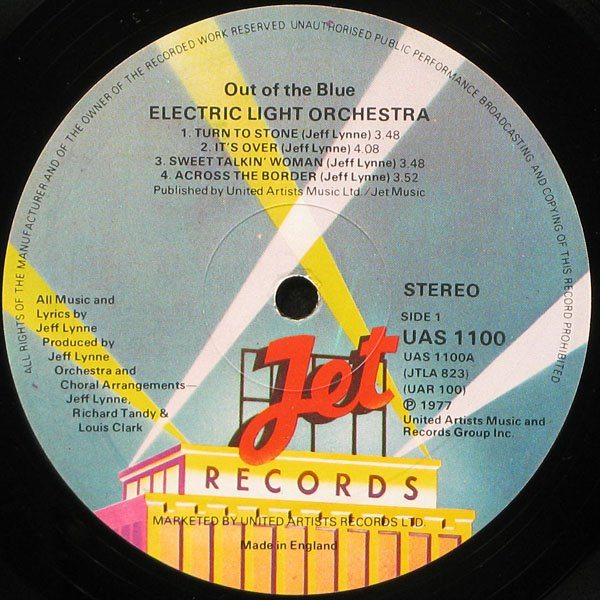 ALL RIGHTS OF THE MANUFACTURER AND OF THE OWNER OF THE RECORDED WORK RESERVED. UNAUTHORISED PUBLIC PERFORMANCE BROADCASTING AND COPYING OF THIS RECORD PROHIBITED
Out of the Blue
ELECTRIC LIGHT ORCHESTRA
1. TURN TO STONE (Jeff Lynne) 3.48
2. IT'S OVER (Jeff Lynne) 4.08
3. SWEET TALKIN' WOMAN (Jeff Lynne) 3.48
4. ACROSS THE BORDER (Jeff Lynne) 3.52
Published by United Artists Music Ltd./Jet Music
All Music and
Lyrics by
Jeff Lynne
Produced by
Jeff Lynne
Orchestra and
Choral Arrangements—
Jeff Lynne,
Richard Tandy &
Louis Clark
STEREO
SIDE 1
UAS 1100
UAS 1100A
(JTLA 823)
(UAR 100)
℗ 1977
United Artists Music and
Records Group Inc.
Jet
RECORDS
MARKETED BY UNITED ARTISTS RECORDS LTD.
Made in England